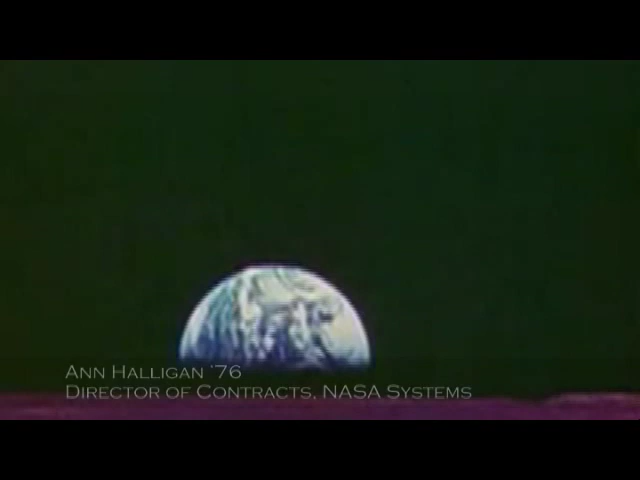 Ann Halligan '76
Director of Contracts, NASA Systems